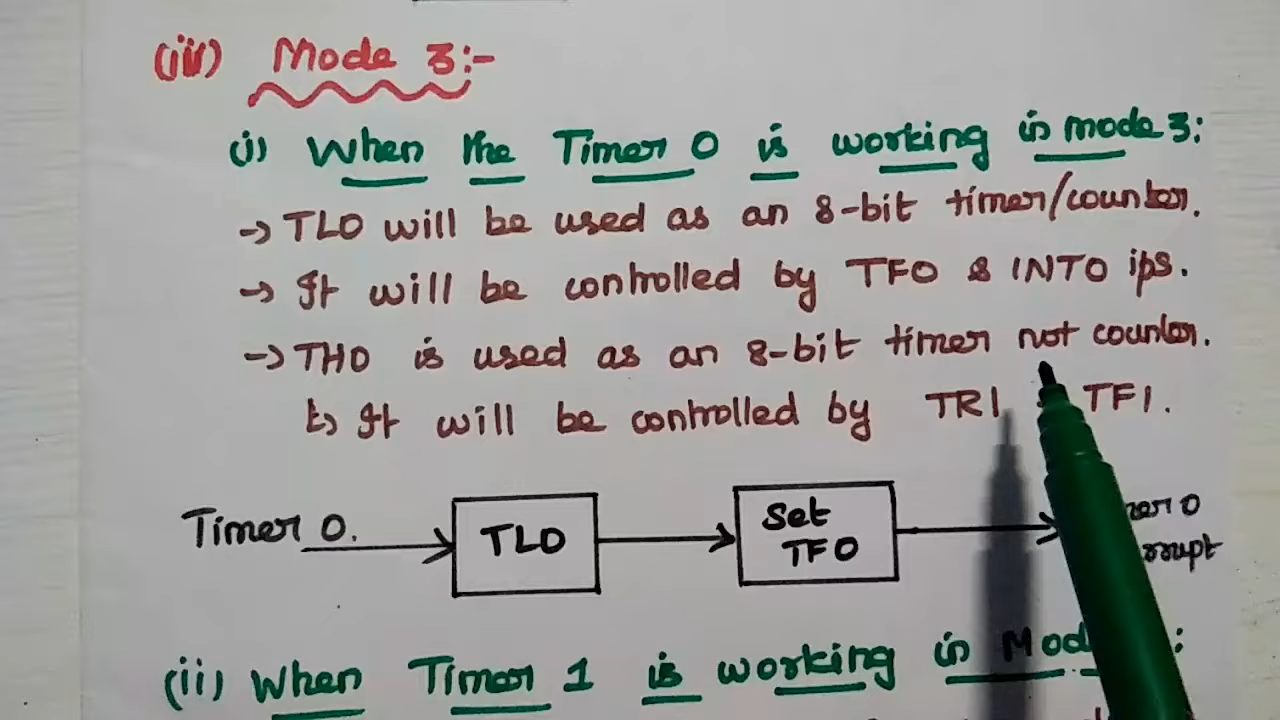 (iv) Mode 3:-
(i) When the Timer 0 is working in mode 3:
→ TL0 will be used as an 8-bit timer/counter.
→ It will be controlled by TF0 & INT0 ips.
→ TH0 is used as an 8-bit timer not counter.
↳ It will be controlled by TR1 TF1.
Timer 0. TL0 Set TF0 0
(ii) When Timer 1 is working in